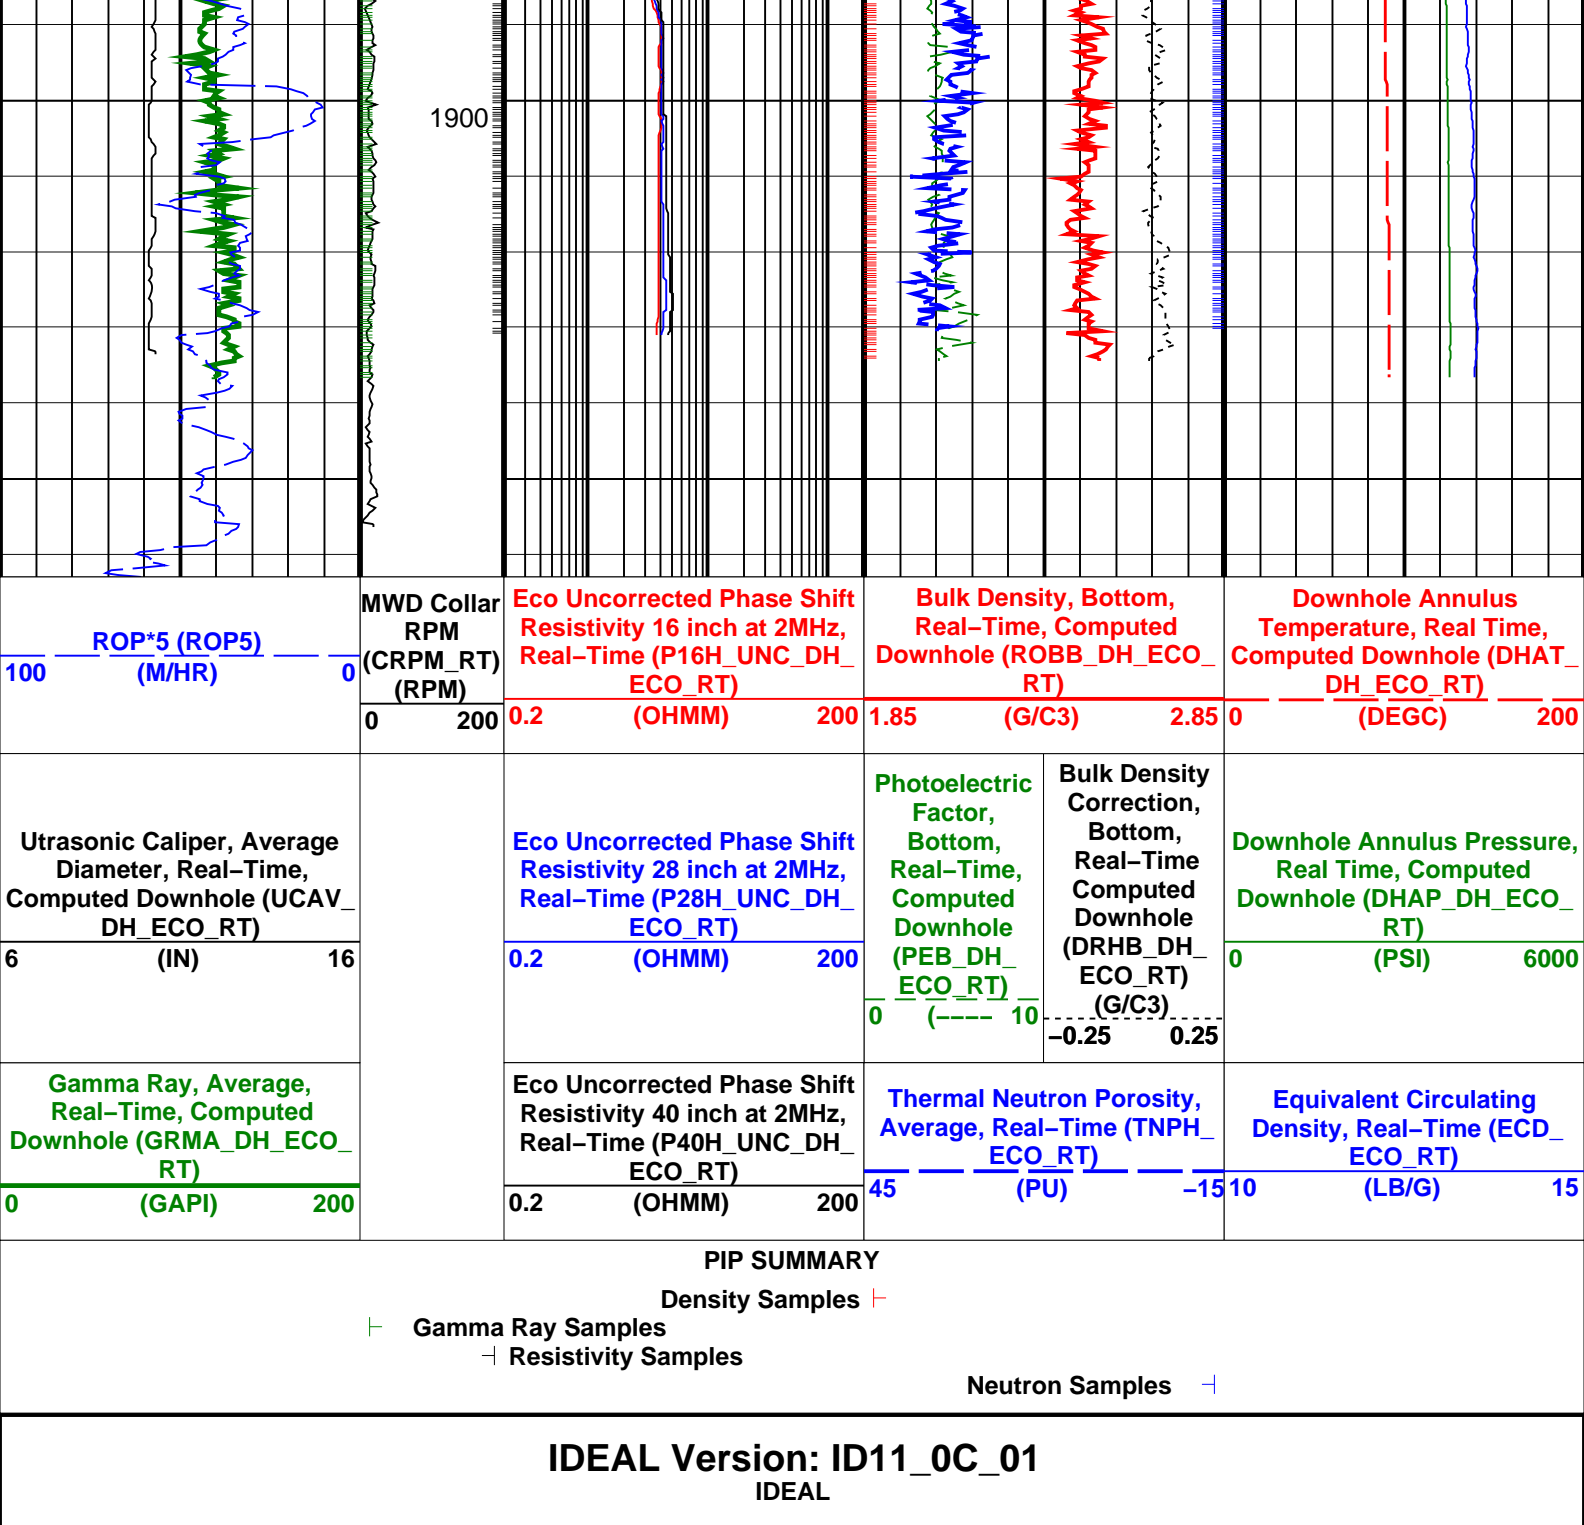 1900
ROP*5 (ROP5)
100 (M/HR) 0
MWD Collar
RPM
(CRPM_RT)
(RPM)
0 200
Eco Uncorrected Phase Shift
Resistivity 16 inch at 2MHz,
Real–Time (P16H_UNC_DH_
ECO_RT)
0.2 (OHMM) 200
Bulk Density, Bottom,
Real–Time, Computed
Downhole (ROBB_DH_ECO_
RT)
1.85 (G/C3) 2.85
Downhole Annulus
Temperature, Real Time,
Computed Downhole (DHAT_
DH_ECO_RT)
0 (DEGC) 200
Utrasonic Caliper, Average
Diameter, Real–Time,
Computed Downhole (UCAV_
DH_ECO_RT)
6 (IN) 16
Eco Uncorrected Phase Shift
Resistivity 28 inch at 2MHz,
Real–Time (P28H_UNC_DH_
ECO_RT)
0.2 (OHMM) 200
Photoelectric
Factor,
Bottom,
Real–Time,
Computed
Downhole
(PEB_DH_
ECO_RT)
0 (–––– 10
Bulk Density
Correction,
Bottom,
Real–Time
Computed
Downhole
(DRHB_DH_
ECO_RT)
(G/C3)
–0.25 0.25
Downhole Annulus Pressure,
Real Time, Computed
Downhole (DHAP_DH_ECO_
RT)
0 (PSI) 6000
Gamma Ray, Average,
Real–Time, Computed
Downhole (GRMA_DH_ECO_
RT)
0 (GAPI) 200
Eco Uncorrected Phase Shift
Resistivity 40 inch at 2MHz,
Real–Time (P40H_UNC_DH_
ECO_RT)
0.2 (OHMM) 200
Thermal Neutron Porosity,
Average, Real–Time (TNPH_
ECO_RT)
45 (PU) –15
Equivalent Circulating
Density, Real–Time (ECD_
ECO_RT)
10 (LB/G) 15
PIP SUMMARY
Density Samples
Gamma Ray Samples
Resistivity Samples
Neutron Samples
IDEAL Version: ID11_0C_01
IDEAL